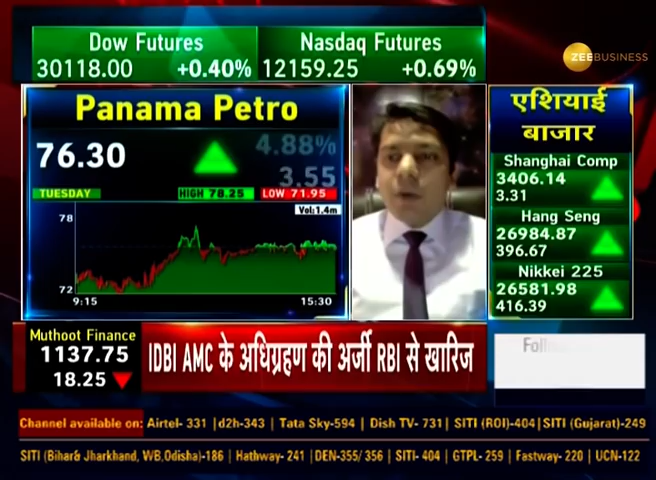 Dow Futures
30118.00 +0.40%
Nasdaq Futures
12159.25 +0.69%
ZEE BUSINESS
Panama Petro
76.30
4.88%
3.55
TUESDAY HIGH 78.25 LOW 71.95
Vol:1.4m
78
72
9:15 15:30
एशियाई
बाजार
Shanghai Comp
3406.14
3.31
Hang Seng
26984.87
396.67
Nikkei 225
26581.98
416.39
Muthoot Finance
1137.75
18.25
IDBI AMC के अधिग्रहण की अर्जी RBI से खारिज
Channel available on: Airtel- 331 |d2h-343 | Tata Sky-594 | Dish TV- 731| SITI (ROI)-404|SITI (Gujarat)-249
SITI (Bihar& Jharkhand, WB,Odisha)-186 | Hathway- 241 |DEN-355/ 356 | SITI- 404 | GTPL- 259 | Fastway- 220 | UCN-122